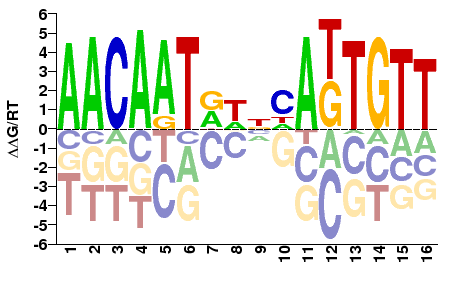 6
5
4
3
2
1
0
-1
-2
-3
-4
-5
-6
ΔΔG/RT
A A C A A T G T T C A T T G T T
G A A T T A G
C C A C T C G C C T A A C A A
G G T C C A C C G C A C C C C
T T G G T C G G C G T G G
T T T T
1 2 3 4 5 6 7 8 9 10 11 12 13 14 15 16